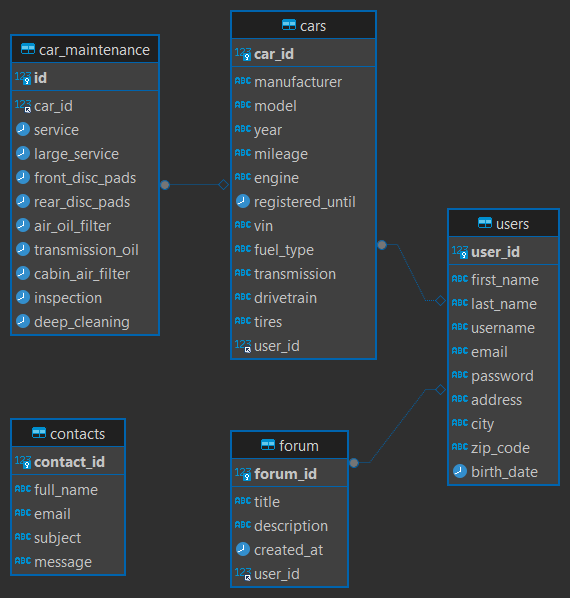 car_maintenance
123 id
123 car_id
service
large_service
front_disc_pads
rear_disc_pads
air_oil_filter
transmission_oil
cabin_air_filter
inspection
deep_cleaning
cars
123 car_id
ABC manufacturer
ABC model
ABC year
ABC mileage
ABC engine
registered_until
ABC vin
ABC fuel_type
ABC transmission
ABC drivetrain
ABC tires
123 user_id
users
123 user_id
ABC first_name
ABC last_name
ABC username
ABC email
ABC password
ABC address
ABC city
ABC zip_code
birth_date
contacts
123 contact_id
ABC full_name
ABC email
ABC subject
ABC message
forum
123 forum_id
ABC title
ABC description
created_at
123 user_id